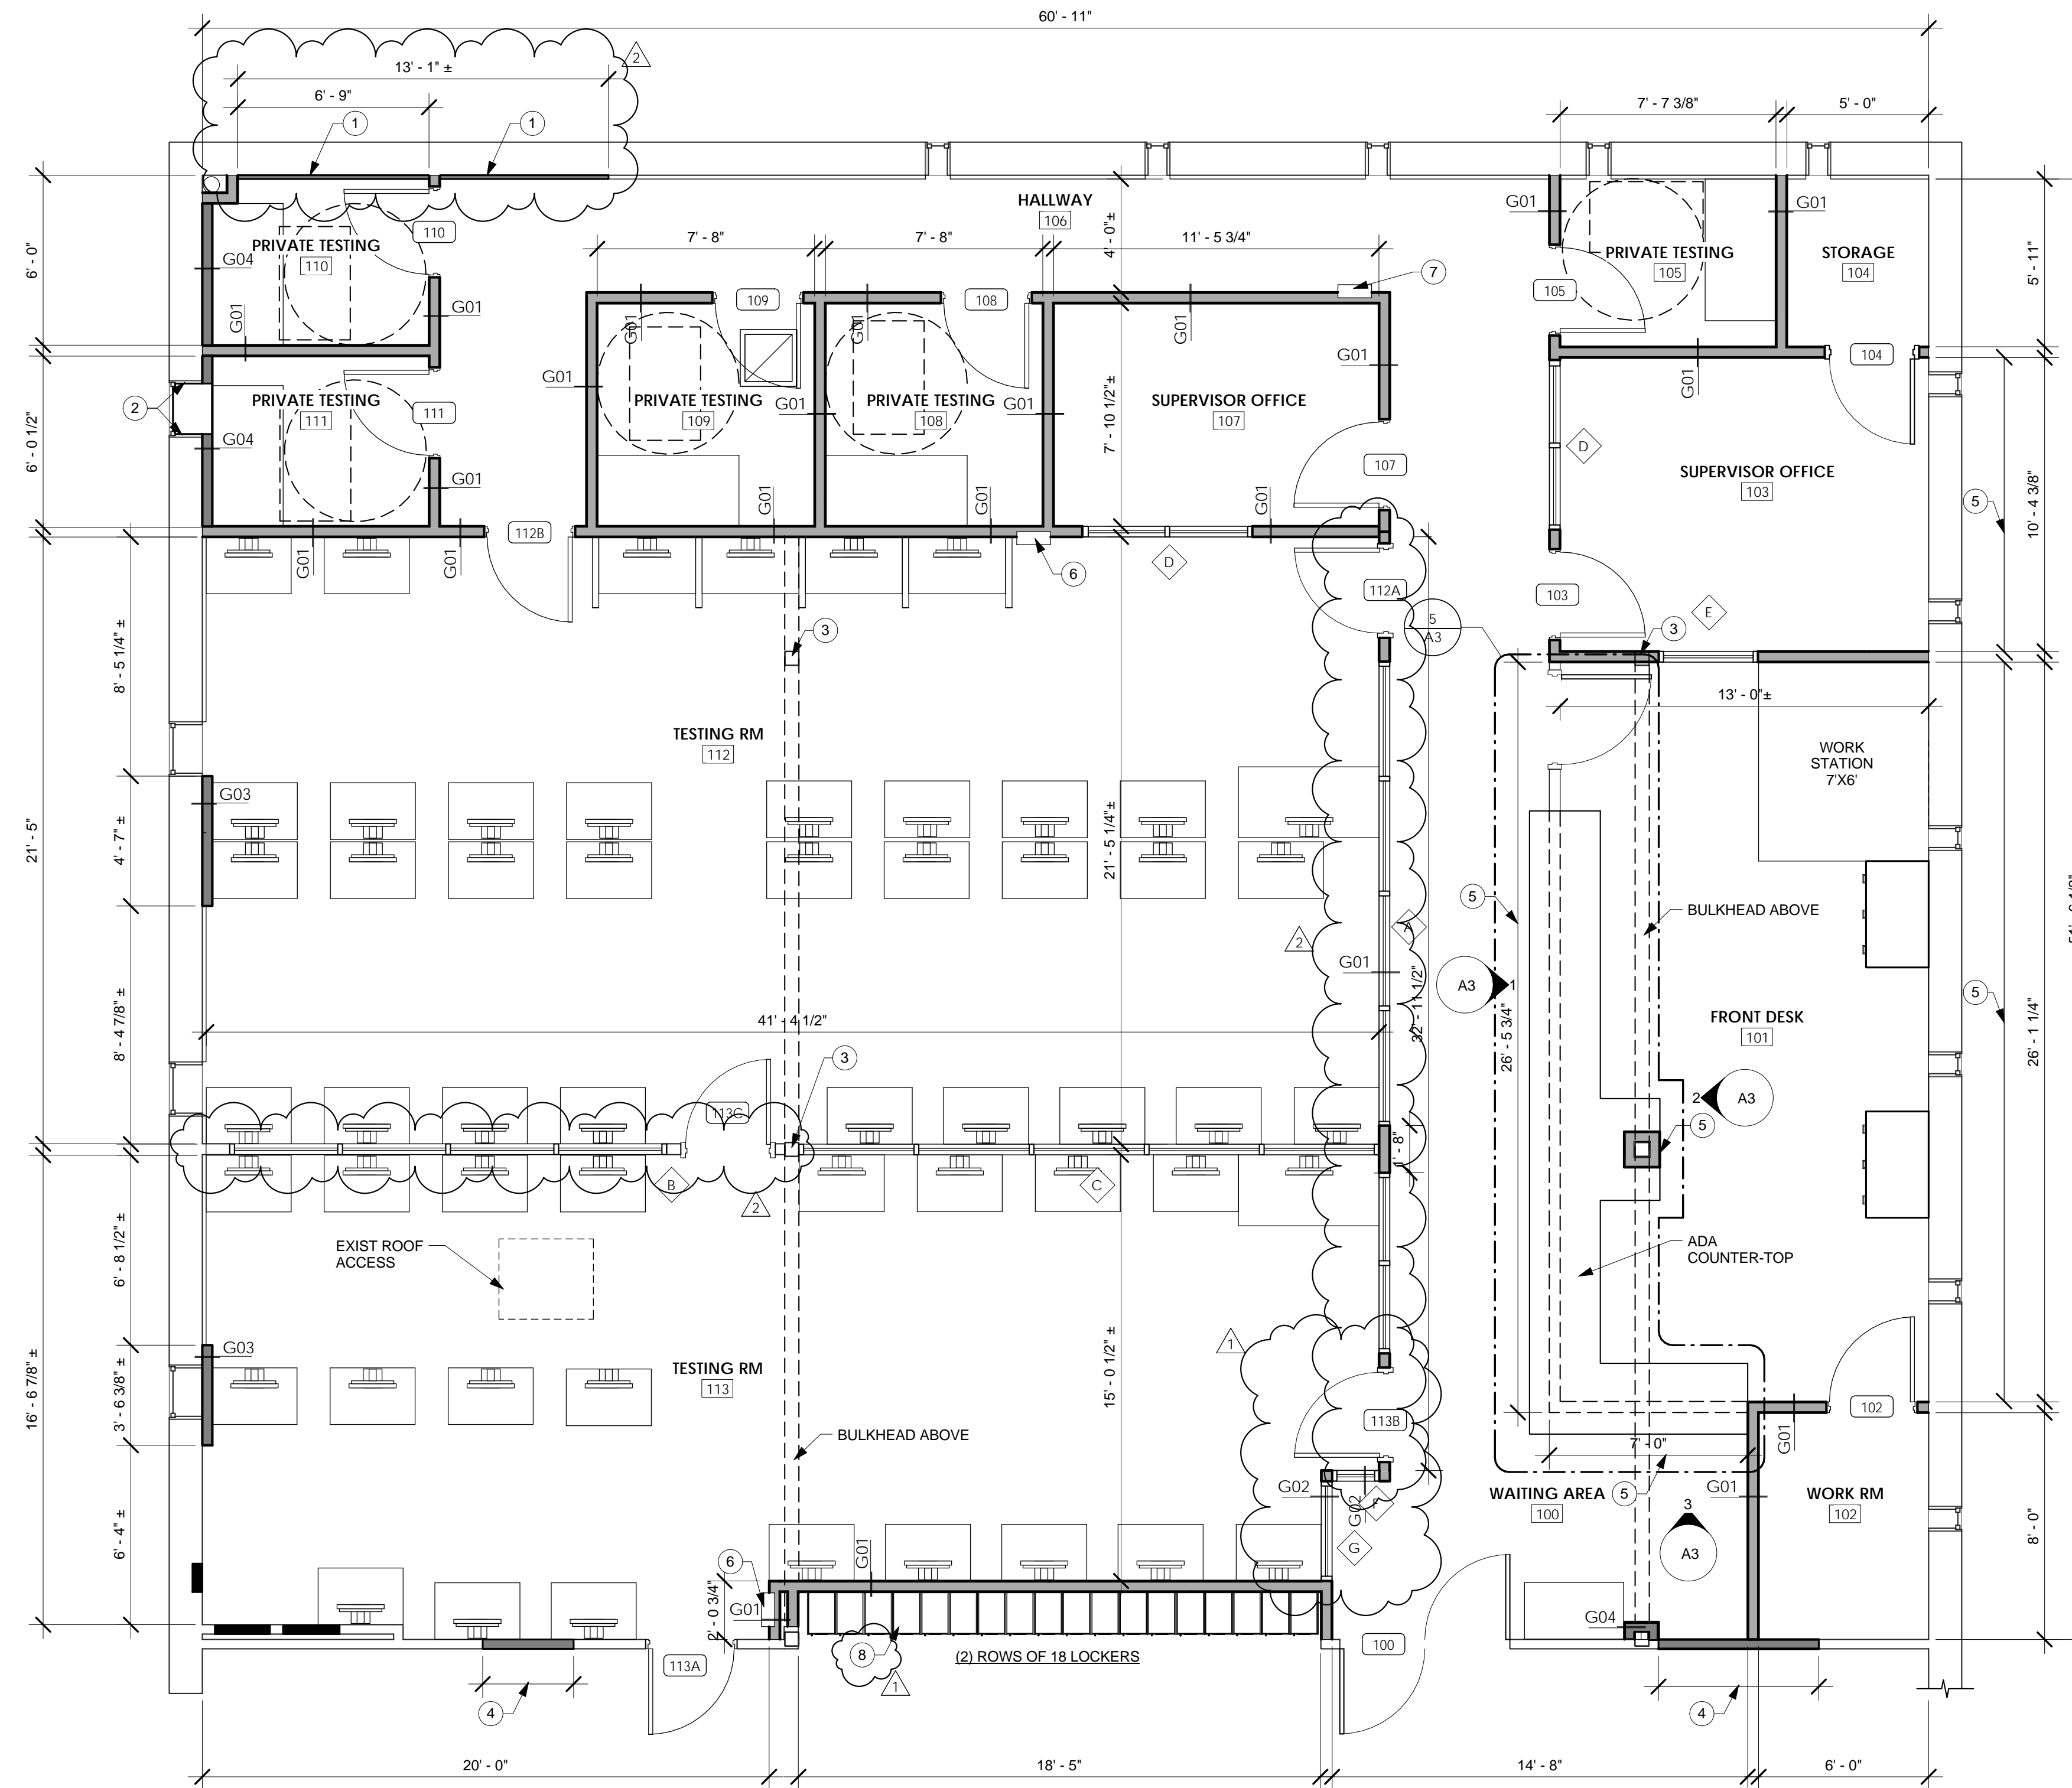 60' - 11"
2
13' - 1" ±
6' - 9"
7' - 7 3/8"
5' - 0"
1
1
HALLWAY
106
4' - 0"±
G01
G01
PRIVATE TESTING
110
110
G04
G01
G01
6' - 0"
7' - 8"
7' - 8"
11' - 5 3/4"
7
PRIVATE TESTING
105
105
STORAGE
104
5' - 11"
109
108
G01
G01
G01
G01
104
G01
2
PRIVATE TESTING
111
111
G04
G01
6' - 0 1/2"
G01
PRIVATE TESTING
109
G01
PRIVATE TESTING
108
G01
7' - 10 1/2"±
SUPERVISOR OFFICE
107
107
D
SUPERVISOR OFFICE
103
5
10' - 4 3/8"
G01
G01
112B
G01
G01
G01
6
D
112A
103
E
5
A3
3
3
8' - 5 1/4" ±
13' - 0"±
TESTING RM
112
WORK
STATION
7'X6'
G03
4' - 7" ±
21' - 5"
21' - 5 1/4"±
5
BULKHEAD ABOVE
A
2
G01
32' - 11 1/2"
A3
1
5
8' - 4 7/8" ±
41' - 4 1/2"
26' - 5 3/4"
FRONT DESK
101
26' - 1 1/4"
3
113C
2
A3
5
1' - 8"
B
2
C
EXIST ROOF
ACCESS
6' - 8 1/2" ±
ADA
COUNTER-TOP
G03
1
TESTING RM
113
15' - 0 1/2" ±
16' - 6 7/8" ±
3' - 6 3/8" ±
BULKHEAD ABOVE
113B
102
7' - 0"
G01
G02
G02
F
WAITING AREA
100
5
G01
WORK RM
102
3
A3
G
6' - 4" ±
8' - 0"
6
G01
G01
2' - 0 3/4"
G04
8
1
(2) ROWS OF 18 LOCKERS
100
113A
4
4
20' - 0"
18' - 5"
14' - 8"
6' - 0"